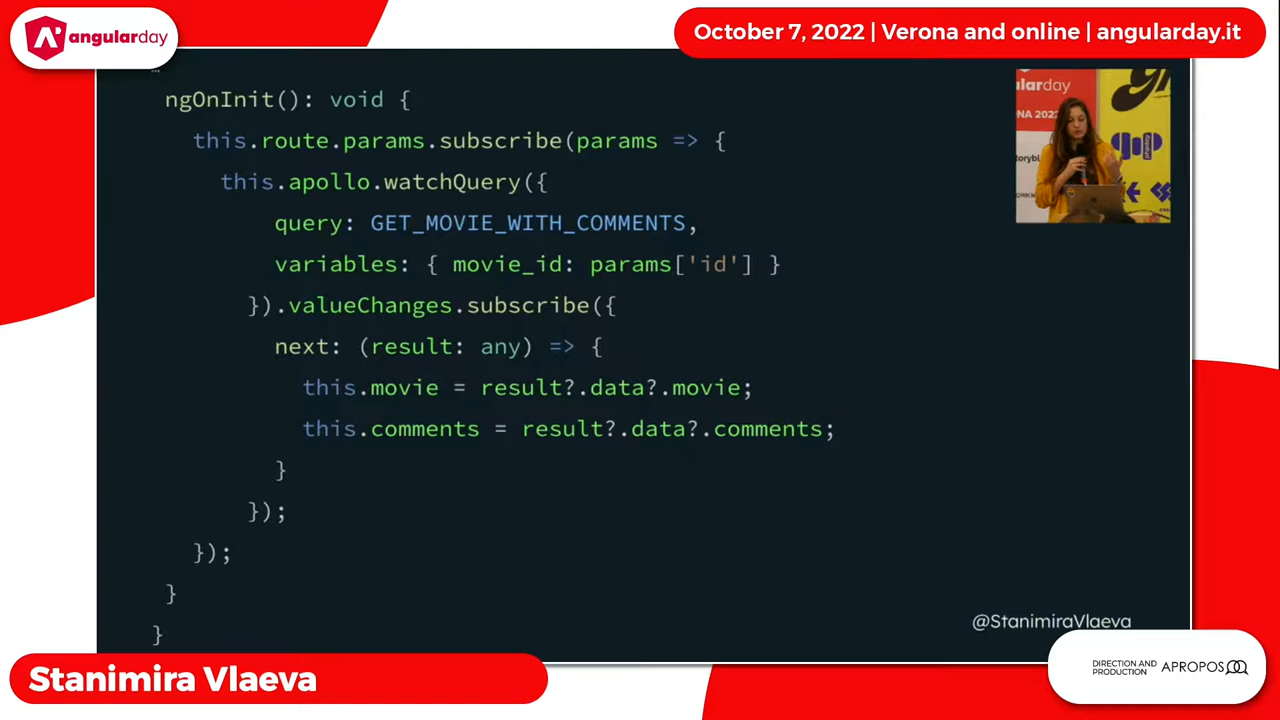 angularday
October 7, 2022 | Verona and online | angularday.it
ngOnInit(): void {
this.route.params.subscribe(params => {
this.apollo.watchQuery({
query: GET_MOVIE_WITH_COMMENTS,
variables: { movie_id: params['id'] }
}).valueChanges.subscribe({
next: (result: any) => {
this.movie = result?.data?.movie;
this.comments = result?.data?.comments;
}
});
});
}
}
@StanimiraVlaeva
Stanimira Vlaeva
DIRECTION AND
PRODUCTION
APROPOS